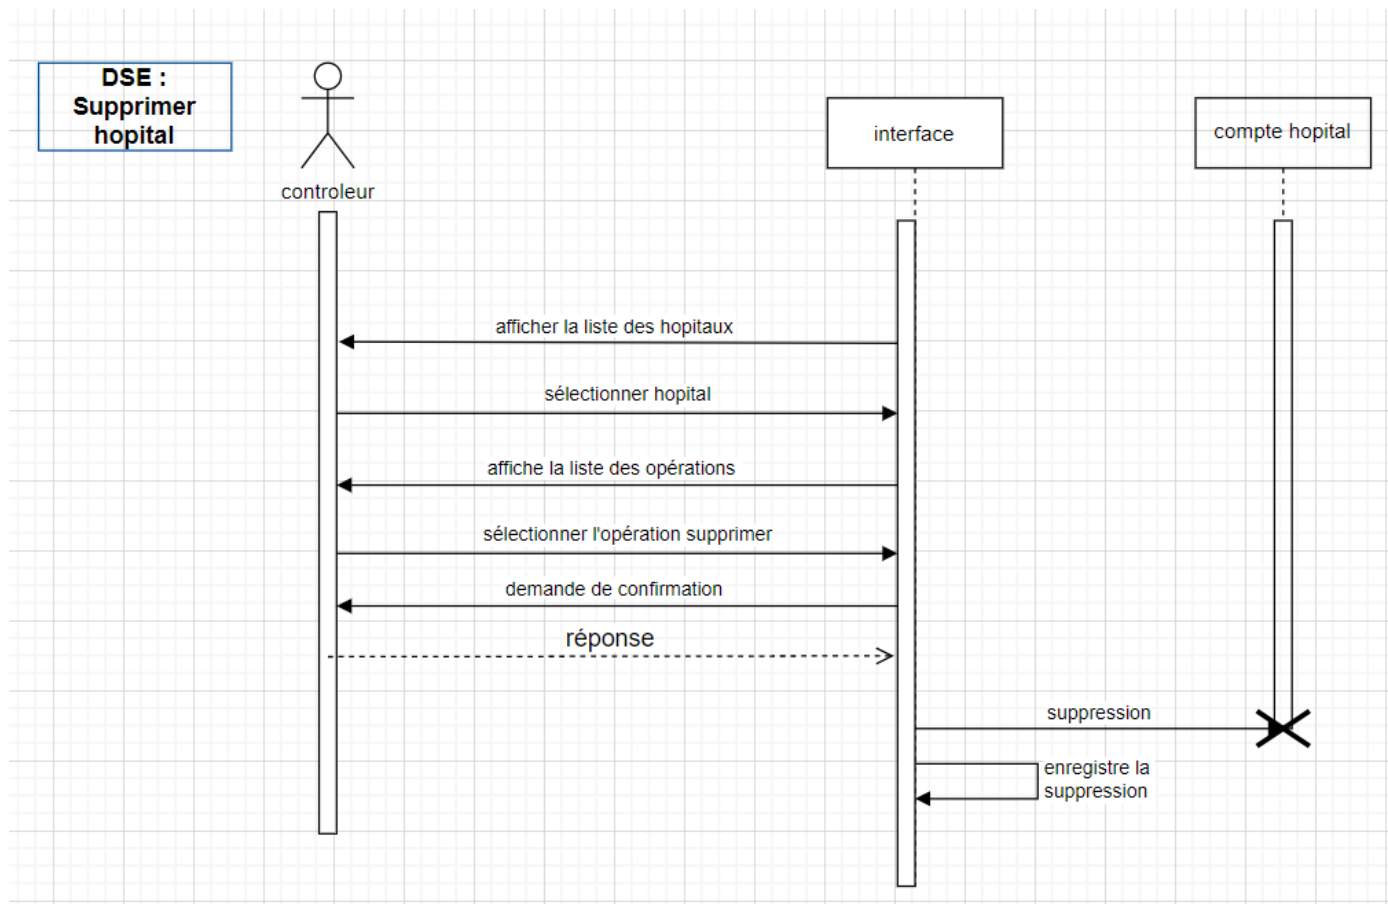 DSE :
Supprimer
hopital
controleur
interface
compte hopital
afficher la liste des hopitaux
sélectionner hopital
affiche la liste des opérations
sélectionner l'opération supprimer
demande de confirmation
réponse
suppression
enregistre la
suppression